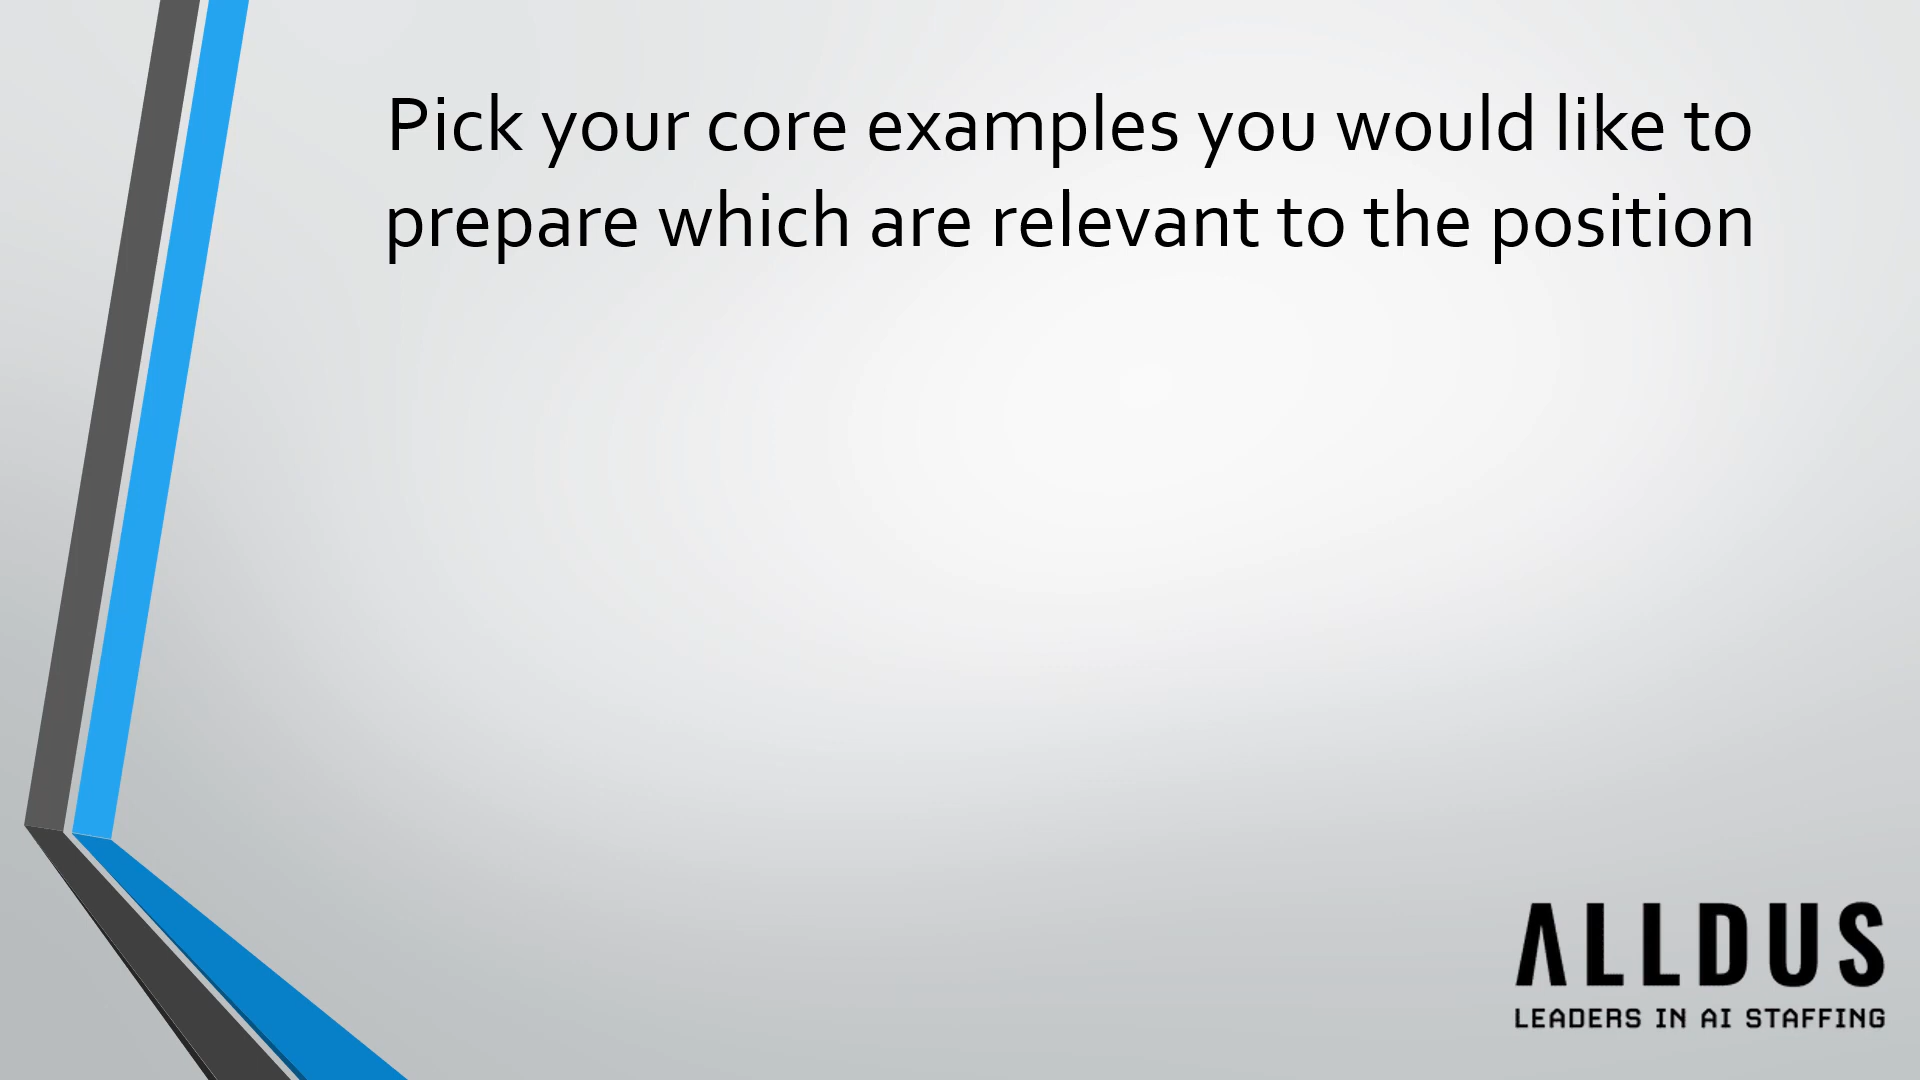 Pick your core examples you would like to
prepare which are relevant to the position
ALLDUS
LEADERS IN AI STAFFING